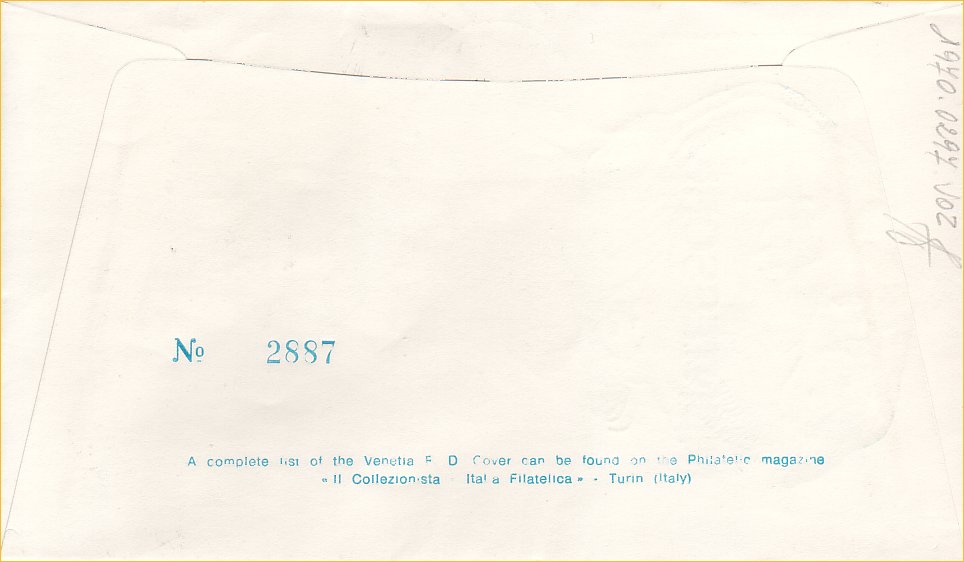 № 2887
A complete list of the Venetia F. D. Cover can be found on the Philatelic magazine
« Il Collezionista - Italia Filatelica » - Turin (Italy)